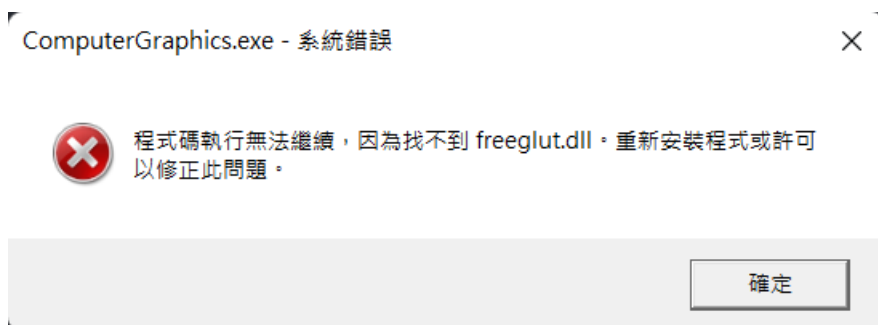 ComputerGraphics.exe - 系統錯誤
程式碼執行無法繼續，因為找不到 freeglut.dll。重新安裝程式或許可
以修正此問題。
確定